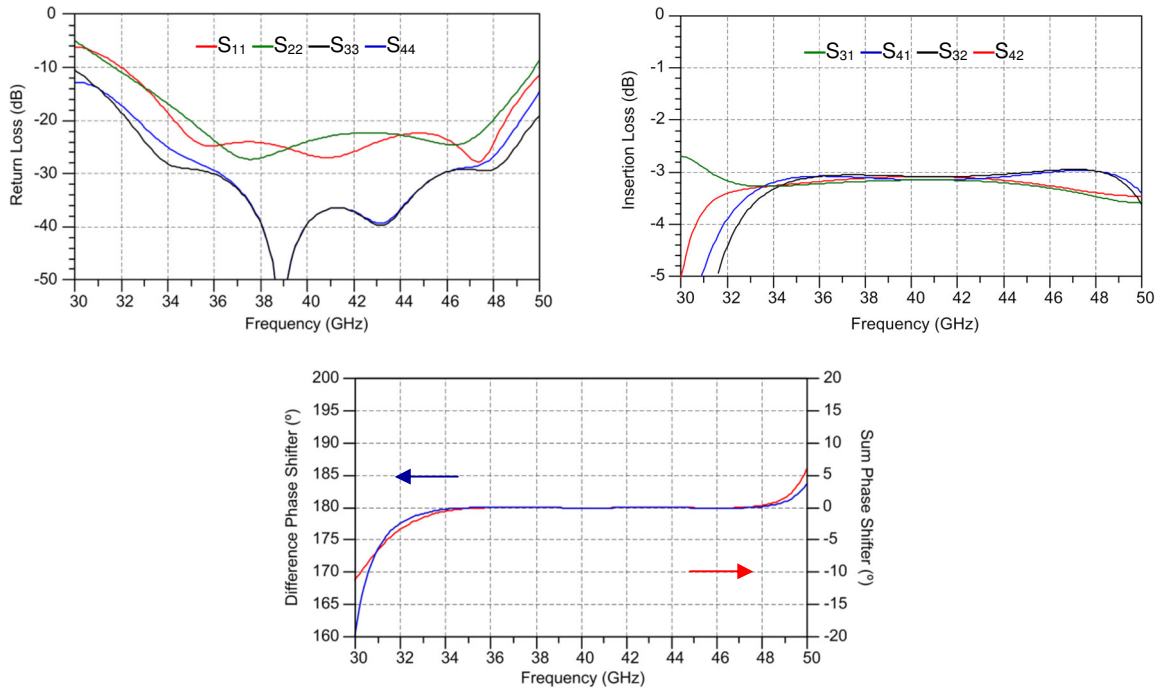 Return Loss (dB)
0
-10
-20
-30
-40
-50
S11 S22 S33 S44
30 32 34 36 38 40 42 44 46 48 50
Frequency (GHz)
Insertion Loss (dB)
0
-1
-2
-3
-4
-5
S31 S41 S32 S42
30 32 34 36 38 40 42 44 46 48 50
Frequency (GHz)
Difference Phase Shifter (º)
200
195
190
185
180
175
170
165
160
20
15
10
5
0
-5
-10
-15
-20
Sum Phase Shifter (º)
30 32 34 36 38 40 42 44 46 48 50
Frequency (GHz)